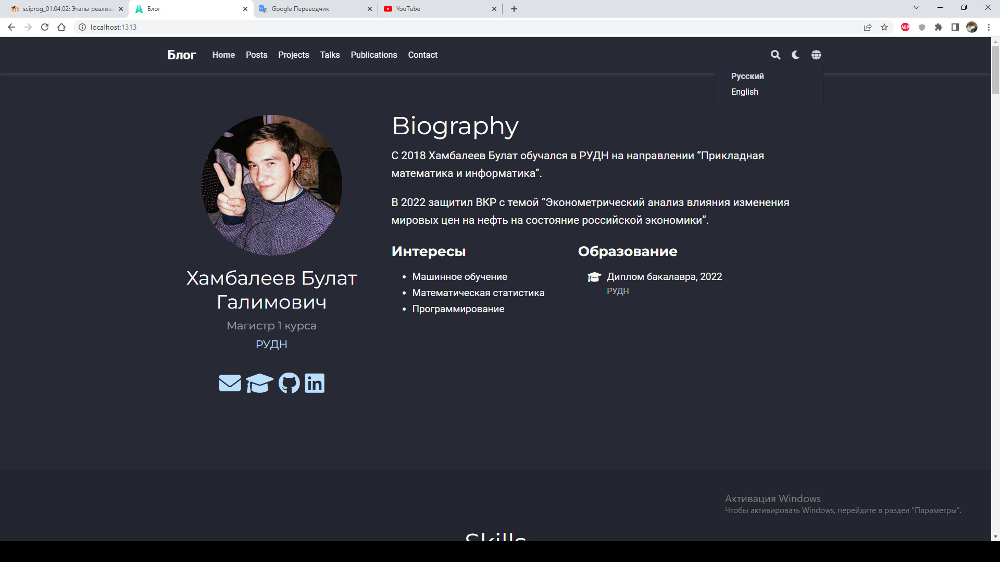 sciprog_01.04.02: Этапы реализа
Блог
Google Переводчик
YouTube
localhost:1313
ABP
Блог
Home
Posts
Projects
Talks
Publications
Contact
Русский
English
Biography
С 2018 Хамбалеев Булат обучался в РУДН на направлении “Прикладная
математика и информатика”.
В 2022 защитил ВКР с темой “Эконометрический анализ влияния изменения
мировых цен на нефть на состояние российской экономики”.
Хамбалеев Булат
Галимович
Магистр 1 курса
РУДН
in
Интересы
Машинное обучение
Математическая статистика
Программирование
Образование
Диплом бакалавра, 2022
РУДН
Активация Windows
Чтобы активировать Windows, перейдите в раздел "Параметры".
Skills